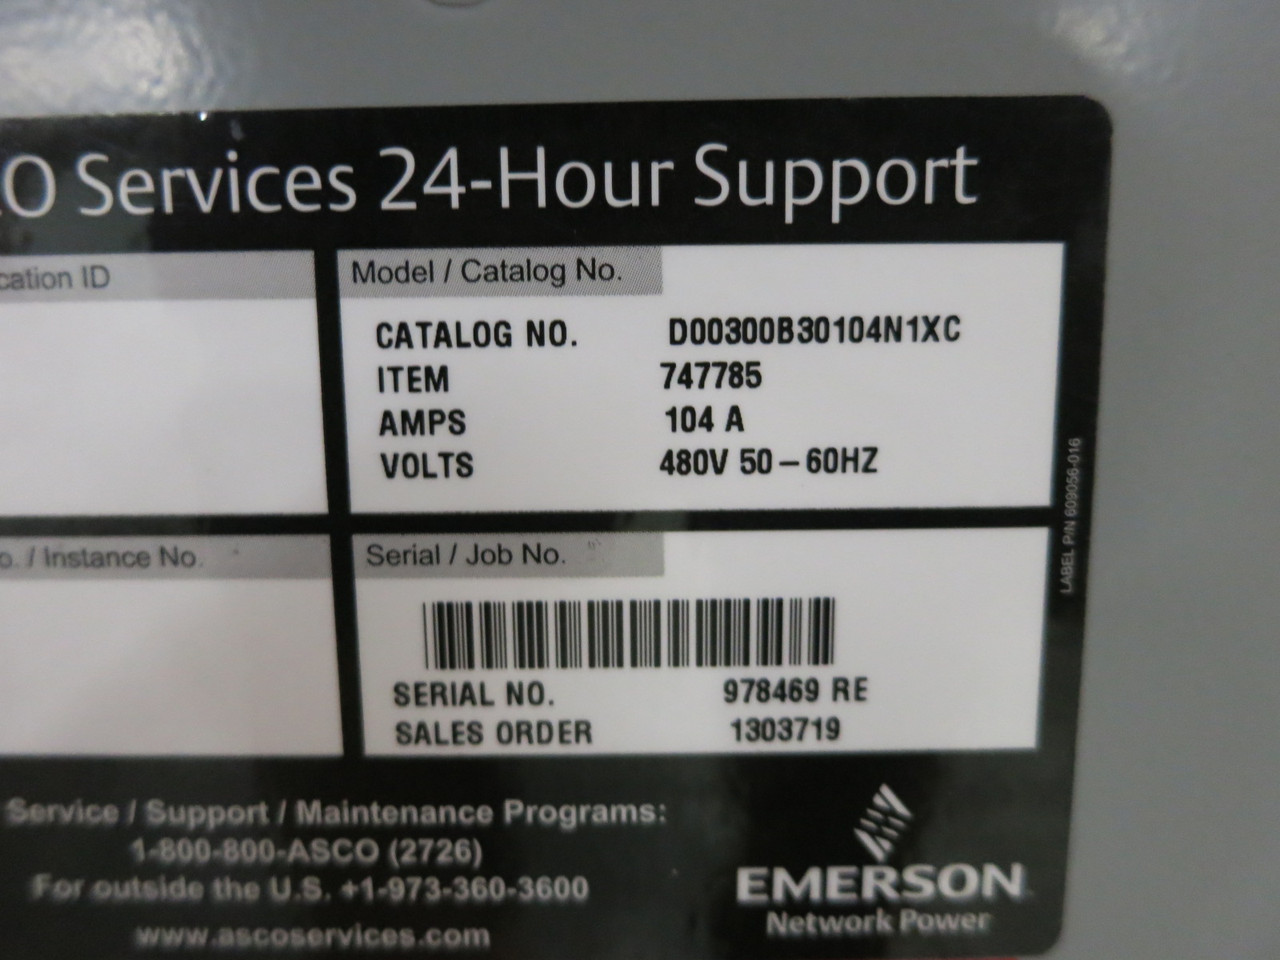 O Services 24-Hour Support
cation ID
Model / Catalog No.
CATALOG NO. D00300B30104N1XC
ITEM 747785
AMPS 104 A
VOLTS 480V 50-60HZ
o. / Instance No.
Serial / Job No.
SERIAL NO. 978469 RE
SALES ORDER 1303719
LABEL P/N 609056-016
Service / Support / Maintenance Programs:
1-800-800-ASCO (2726)
For outside the U.S. +1-973-360-3600
www.ascoservices.com
EMERSON
Network Power